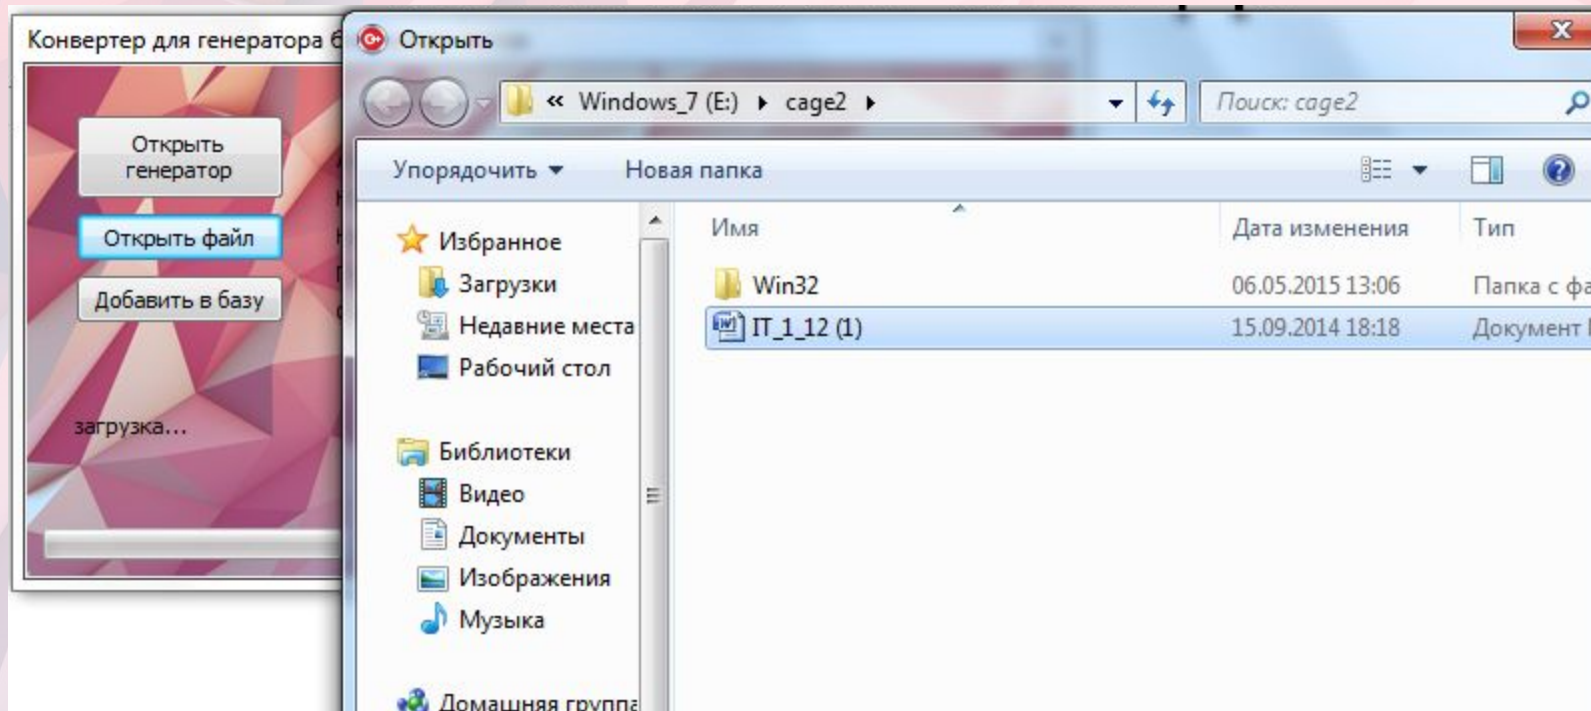 Конвертер для генератора
Открыть
генератор
Открыть файл
Добавить в базу
загрузка...
Открыть
« Windows_7 (E:) cage2
Поиск: cage2
Упорядочить
Новая папка
Избранное
Загрузки
Недавние места
Рабочий стол
Библиотеки
Видео
Документы
Изображения
Музыка
Домашняя группа
Имя Дата изменения Тип
Win32 06.05.2015 13:06 Папка с фа
IT_1_12 (1) 15.09.2014 18:18 Документ